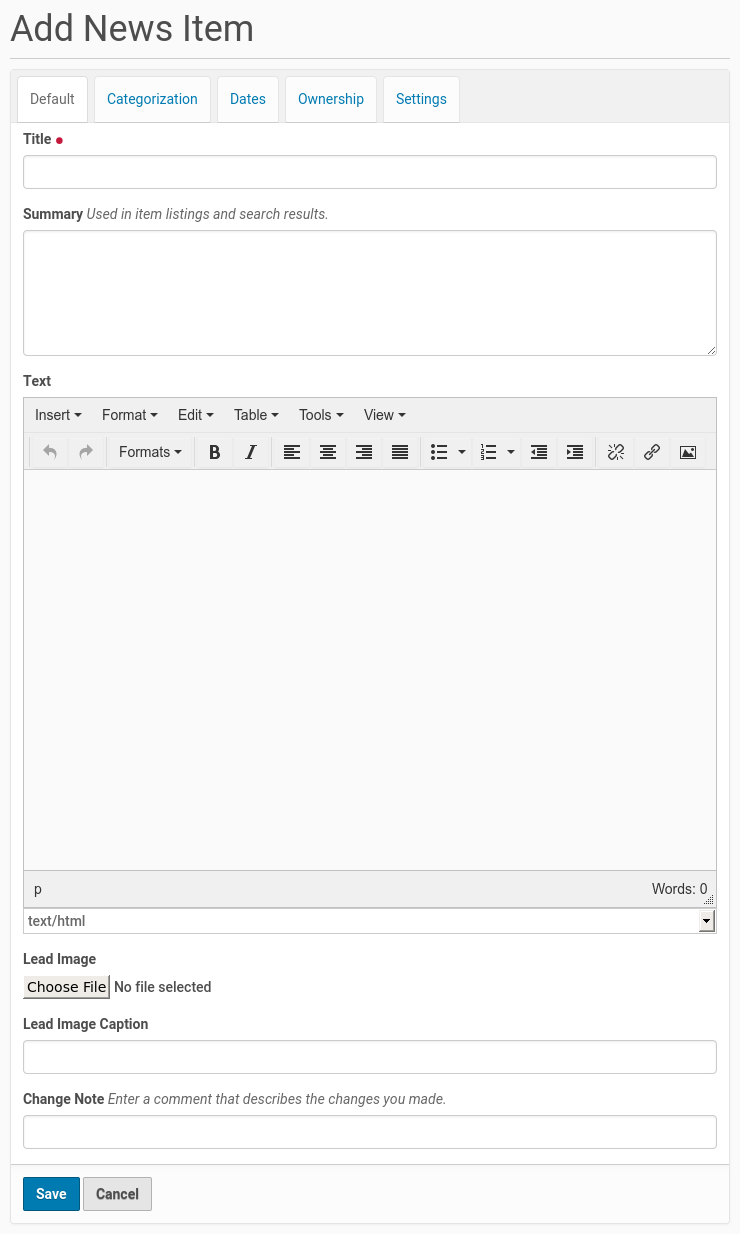 Add News Item
Default Categorization Dates Ownership Settings
Title
Summary Used in item listings and search results.
Text
Insert Format Edit Table Tools View
Formats B I
p Words: 0
text/html
Lead Image
Choose File No file selected
Lead Image Caption
Change Note Enter a comment that describes the changes you made.
Save Cancel